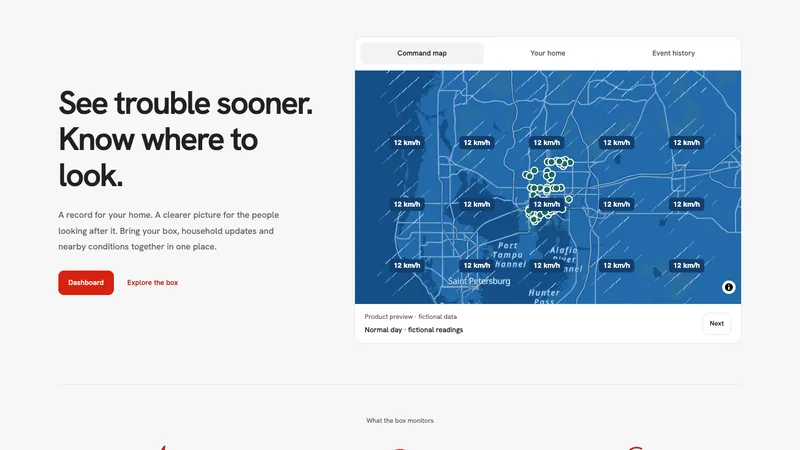 Command map
Your home
Event history
See trouble sooner.
Know where to
look.
A record for your home. A clearer picture for the people
looking after it. Bring your box, household updates and
nearby conditions together in one place.
Dashboard
Explore the box
12 km/h
12 km/h
12 km/h
12 km/h
12 km/h
12 km/h
12 km/h
12 km/h
12 km/h
12 km/h
Port
Tampa
Channel
Alafia
River
12 km/h
12 km/h
12 km/h
12 km/h
12 km/h
Saint Petersburg
Hunter
Pass
Product preview · fictional data
Normal day · fictional readings
Next
What the box monitors